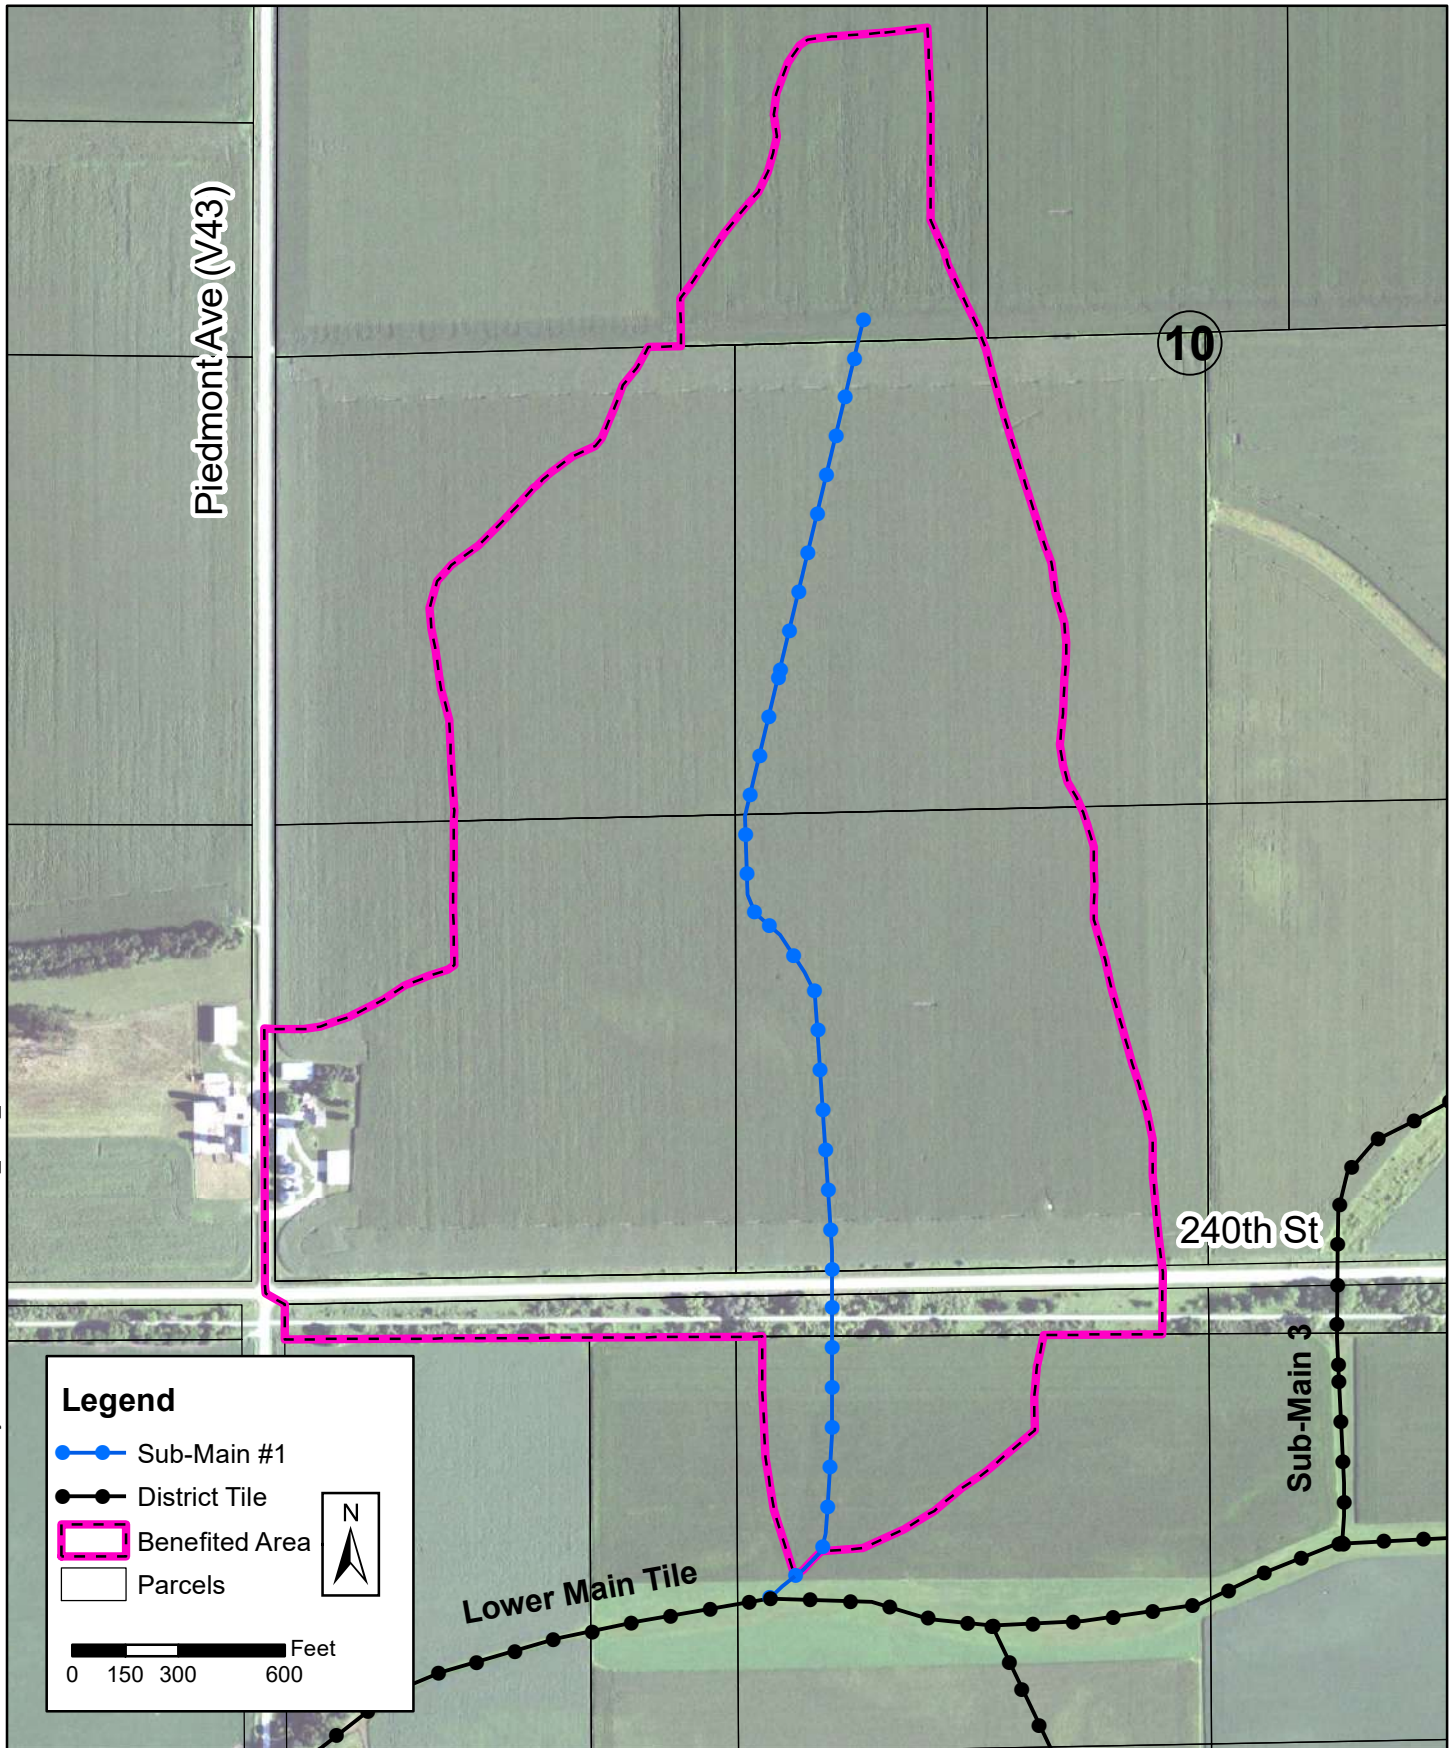 Piedmont Ave (V43)
10
240th St
Sub-Main 3
Lower Main Tile
Legend
Sub-Main #1
District Tile
Benefited Area
Parcels
N
Feet
0 150 300 600